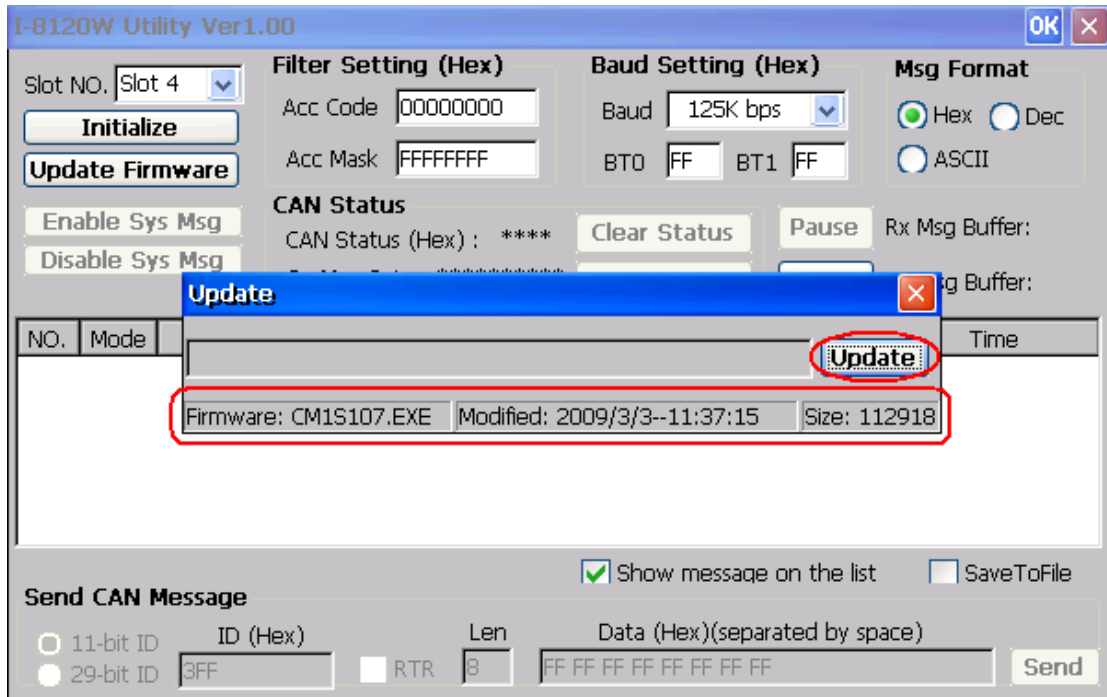 I-8120W Utility Ver1.00 OK
Slot NO. Slot 4
Initialize
Update Firmware
Enable Sys Msg
Disable Sys Msg
Filter Setting (Hex)
Acc Code 00000000
Acc Mask FFFFFFFF
Baud Setting (Hex)
Baud 125K bps
BT0 FF BT1 FF
Msg Format
Hex Dec
ASCII
CAN Status
CAN Status (Hex) : ****
Clear Status
Pause
Rx Msg Buffer:
Buffer:
Update
Update
Firmware: CM1S107.EXE Modified: 2009/3/3--11:37:15 Size: 112918
NO. Mode Time
Show message on the list SaveToFile
Send CAN Message
11-bit ID
29-bit ID
ID (Hex)
3FF
RTR
Len
8
Data (Hex)(separated by space)
FF FF FF FF FF FF FF FF
Send